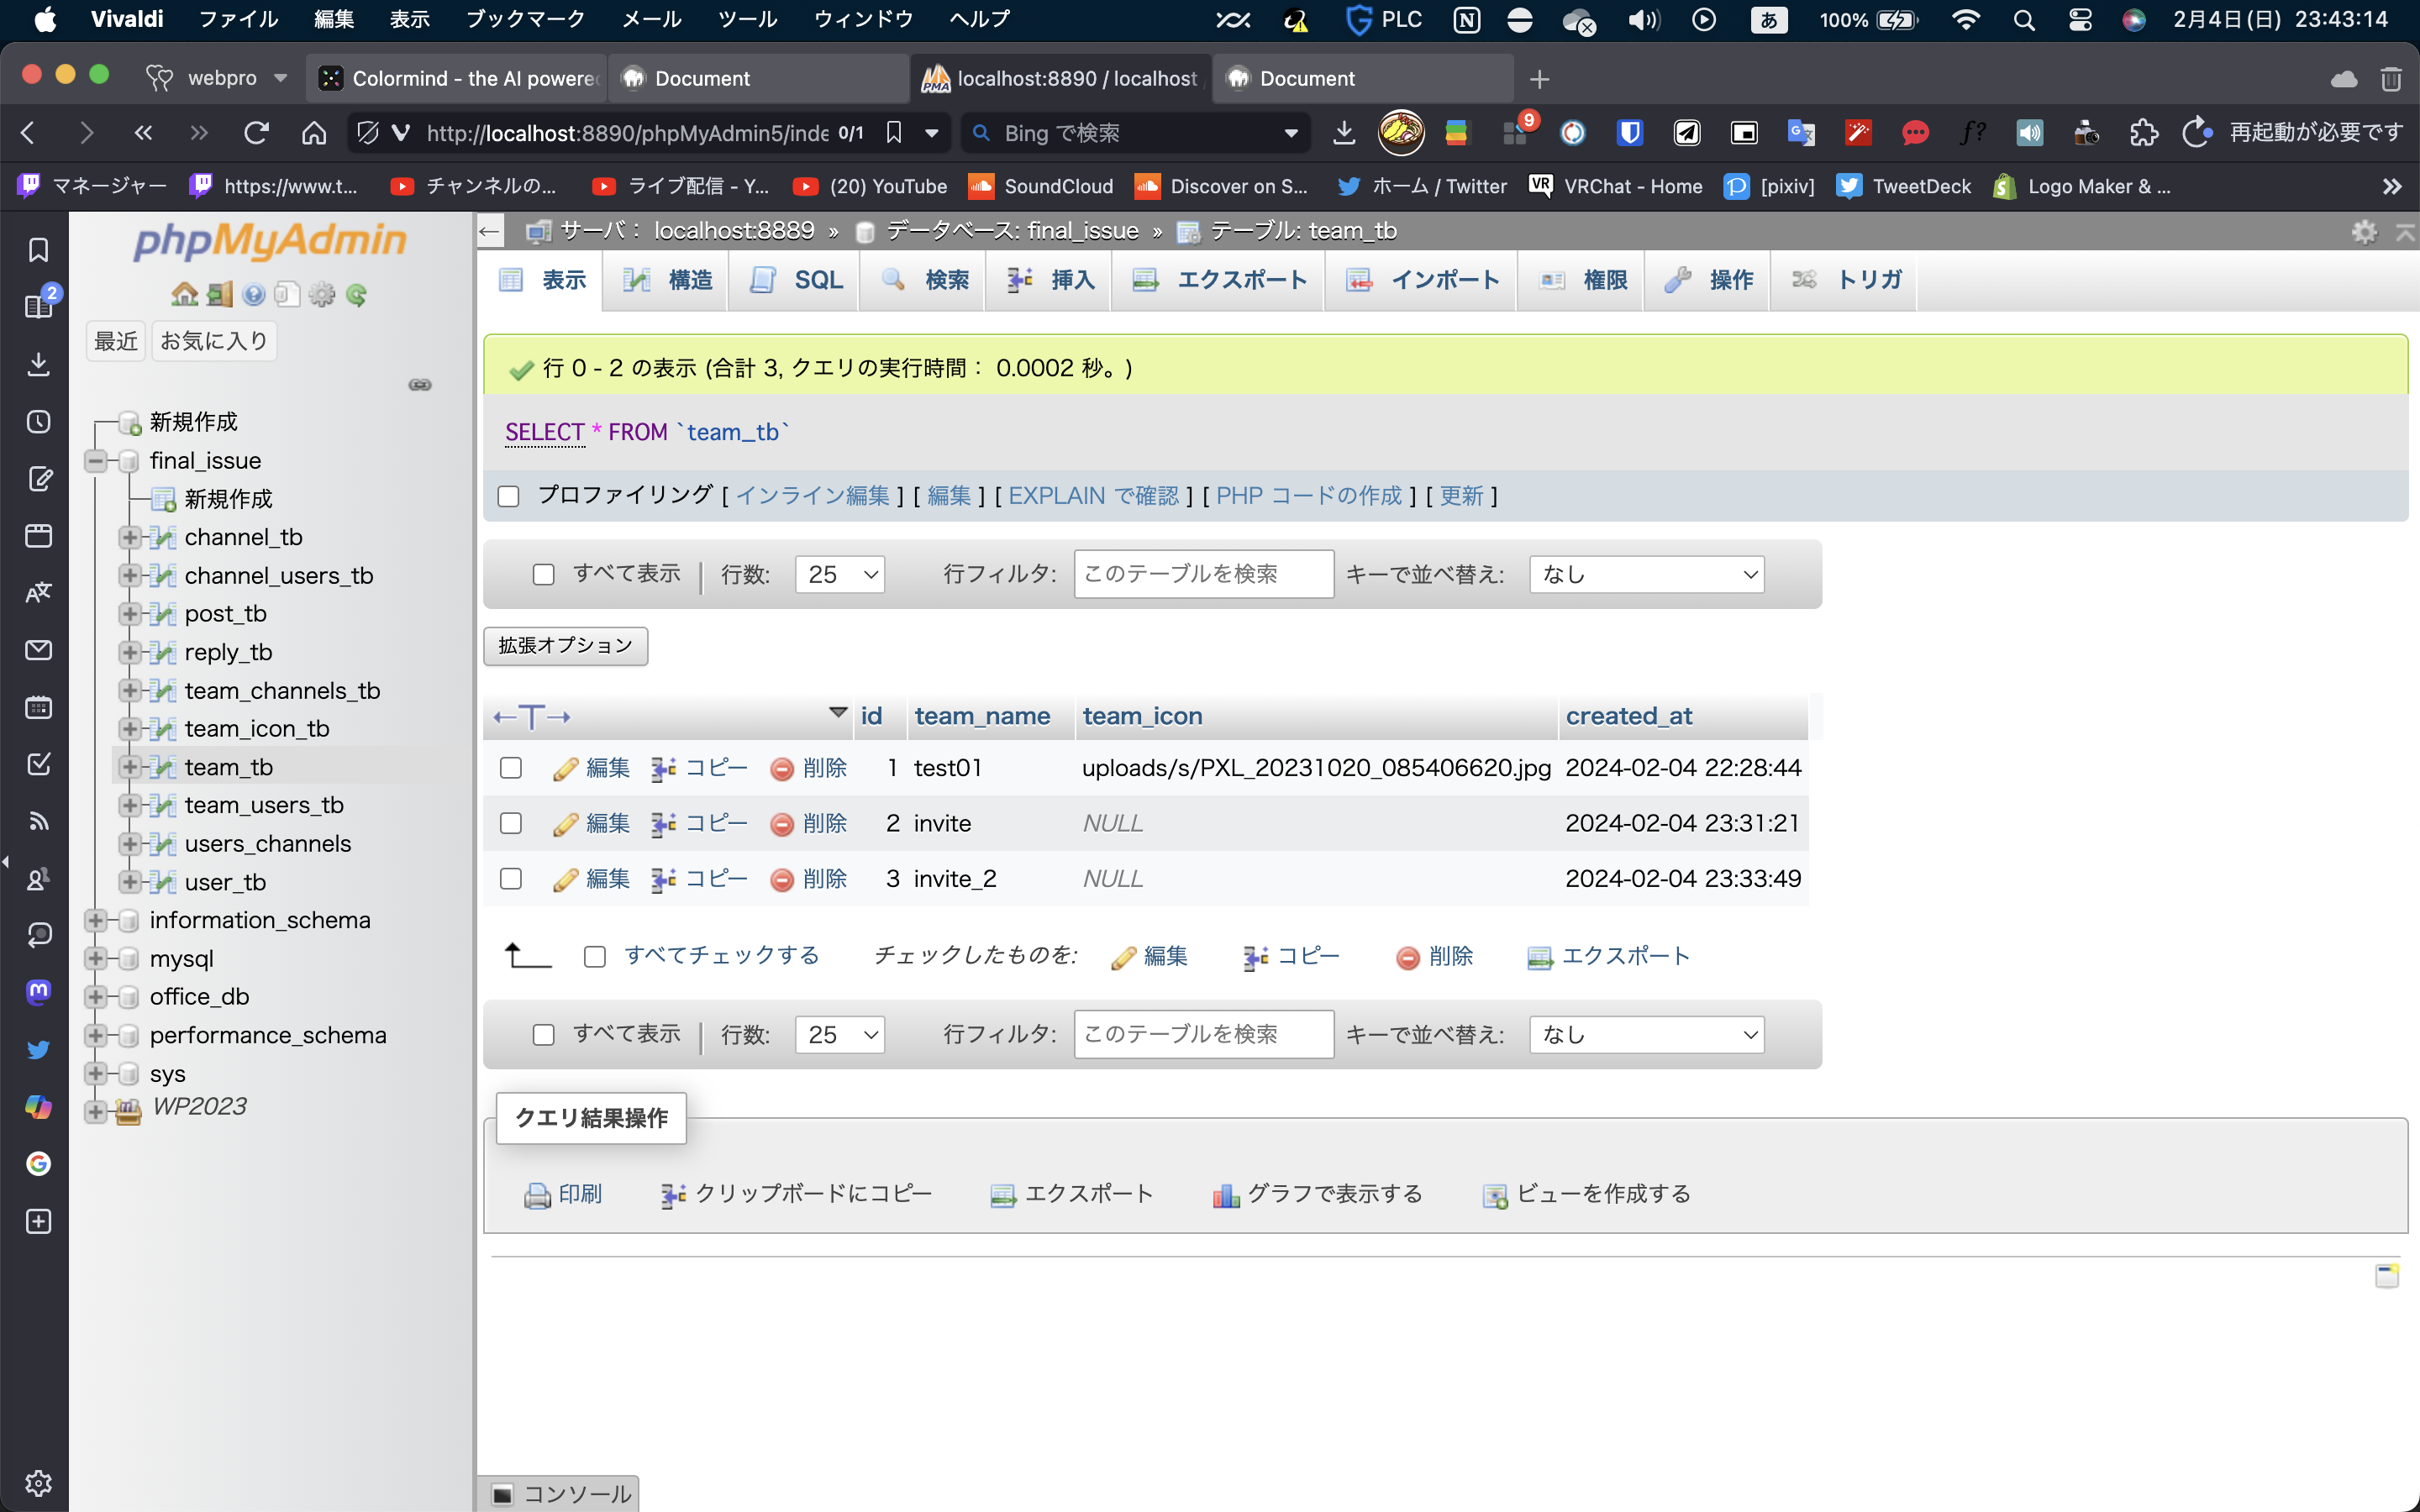 Vivaldi ファイル 編集 表示 ブックマーク メール ツール ウィンドウ ヘルプ PLC あ 100% 2月4日(日) 23:43:14
webpro Colormind - the AI powere Document localhost:8890 / localhost Document
http://localhost:8890/phpMyAdmin5/inde 0/1 Bing で検索 9 再起動が必要です
マネージャー https://www.t... チャンネルの... ライブ配信 - Y... (20) YouTube SoundCloud Discover on S... ホーム / Twitter VRChat - Home [pixiv] TweetDeck Logo Maker & ...
phpMyAdmin
2
最近 お気に入り
新規作成
final_issue
新規作成
channel_tb
channel_users_tb
post_tb
reply_tb
team_channels_tb
team_icon_tb
team_tb
team_users_tb
users_channels
user_tb
information_schema
mysql
office_db
performance_schema
sys
WP2023
サーバ: localhost:8889 » データベース: final_issue » テーブル: team_tb
表示 構造 SQL 検索 挿入 エクスポート インポート 権限 操作 トリガ
行 0 - 2 の表示 (合計 3, クエリの実行時間: 0.0002 秒。)
SELECT * FROM `team_tb`
プロファイリング [ インライン編集 ] [ 編集 ] [ EXPLAIN で確認 ] [ PHP コードの作成 ] [ 更新 ]
すべて表示 行数: 25 行フィルタ: このテーブルを検索 キーで並べ替え: なし
拡張オプション
←T→ id team_name team_icon created_at
編集 コピー 削除 1 test01 uploads/s/PXL_20231020_085406620.jpg 2024-02-04 22:28:44
編集 コピー 削除 2 invite NULL 2024-02-04 23:31:21
編集 コピー 削除 3 invite_2 NULL 2024-02-04 23:33:49
すべてチェックする チェックしたものを: 編集 コピー 削除 エクスポート
すべて表示 行数: 25 行フィルタ: このテーブルを検索 キーで並べ替え: なし
クエリ結果操作
印刷 クリップボードにコピー エクスポート グラフで表示する ビューを作成する
コンソール